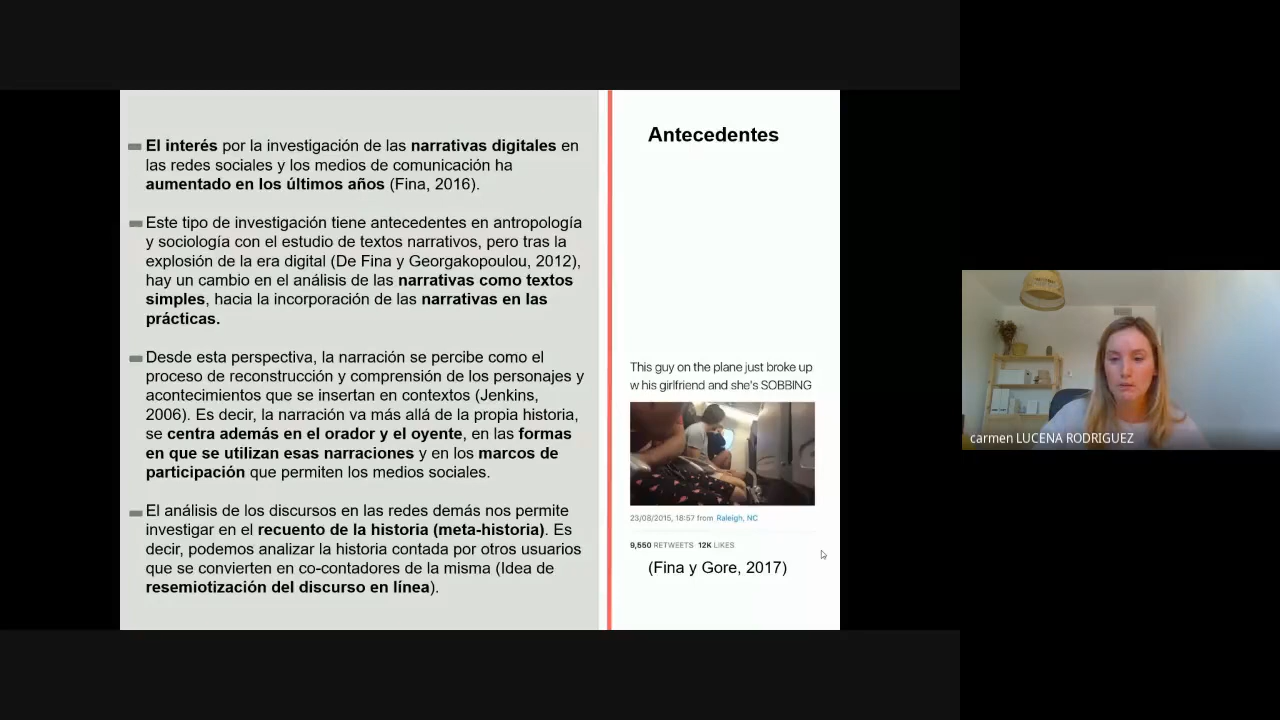 El interés por la investigación de las narrativas digitales en
las redes sociales y los medios de comunicación ha
aumentado en los últimos años (Fina, 2016).
Este tipo de investigación tiene antecedentes en antropología
y sociología con el estudio de textos narrativos, pero tras la
explosión de la era digital (De Fina y Georgakopoulou, 2012),
hay un cambio en el análisis de las narrativas como textos
simples, hacia la incorporación de las narrativas en las
prácticas.
Desde esta perspectiva, la narración se percibe como el
proceso de reconstrucción y comprensión de los personajes y
acontecimientos que se insertan en contextos (Jenkins,
2006). Es decir, la narración va más allá de la propia historia,
se centra además en el orador y el oyente, en las formas
en que se utilizan esas narraciones y en los marcos de
participación que permiten los medios sociales.
El análisis de los discursos en las redes demás nos permite
investigar en el recuento de la historia (meta-historia). Es
decir, podemos analizar la historia contada por otros usuarios
que se convierten en co-contadores de la misma (Idea de
resemiotización del discurso en línea).
Antecedentes
This guy on the plane just broke up
w his girlfriend and she's SOBBING
23/08/2015, 18:57 from Raleigh, NC
9,550 RETWEETS 12K LIKES
(Fina y Gore, 2017)
carmen LUCENA RODRIGUEZ